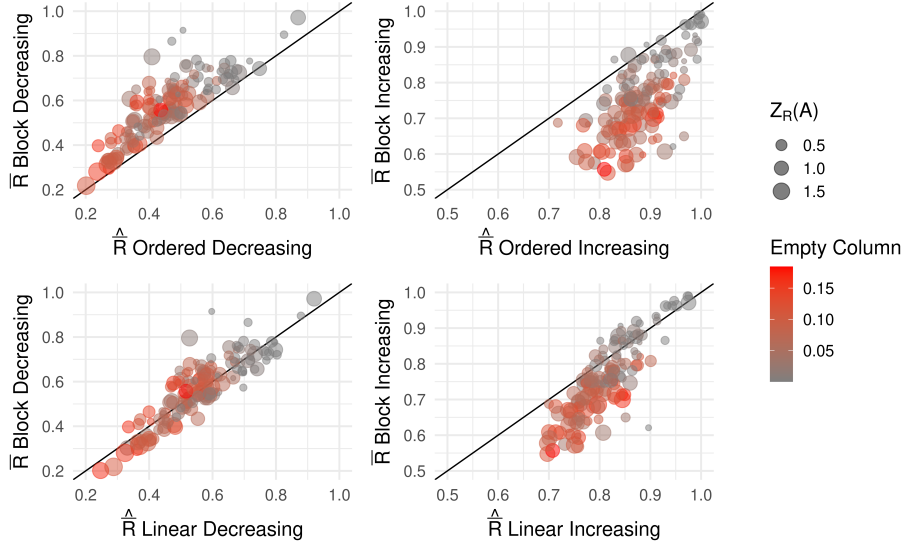 1.0
0.8
0.6
0.4
0.2
R̅ Block Decreasing
0.2 0.4 0.6 0.8 1.0
R̅̂ Ordered Decreasing
1.0
0.9
0.8
0.7
0.6
0.5
R̅ Block Increasing
0.5 0.6 0.7 0.8 0.9 1.0
R̅̂ Ordered Increasing
1.0
0.8
0.6
0.4
0.2
R̅ Block Decreasing
0.2 0.4 0.6 0.8 1.0
R̅̂ Linear Decreasing
1.0
0.9
0.8
0.7
0.6
0.5
R̅ Block Increasing
0.5 0.6 0.7 0.8 0.9 1.0
R̅̂ Linear Increasing
Z_R(A)
0.5
1.0
1.5
Empty Column
0.15
0.10
0.05